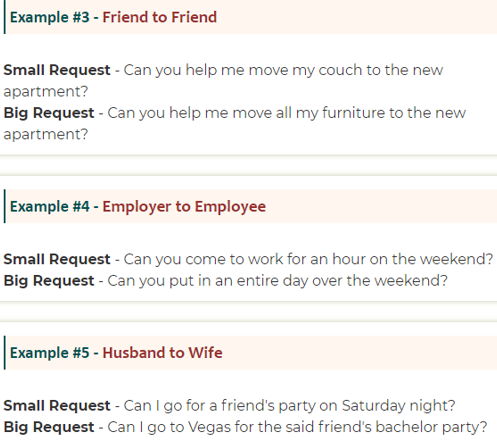 Example #3 - Friend to Friend
Small Request - Can you help me move my couch to the new
apartment?
Big Request - Can you help me move all my furniture to the new
apartment?
Example #4 - Employer to Employee
Small Request - Can you come to work for an hour on the weekend?
Big Request - Can you put in an entire day over the weekend?
Example #5 - Husband to Wife
Small Request - Can I go for a friend's party on Saturday night?
Big Request - Can I go to Vegas for the said friend's bachelor party?